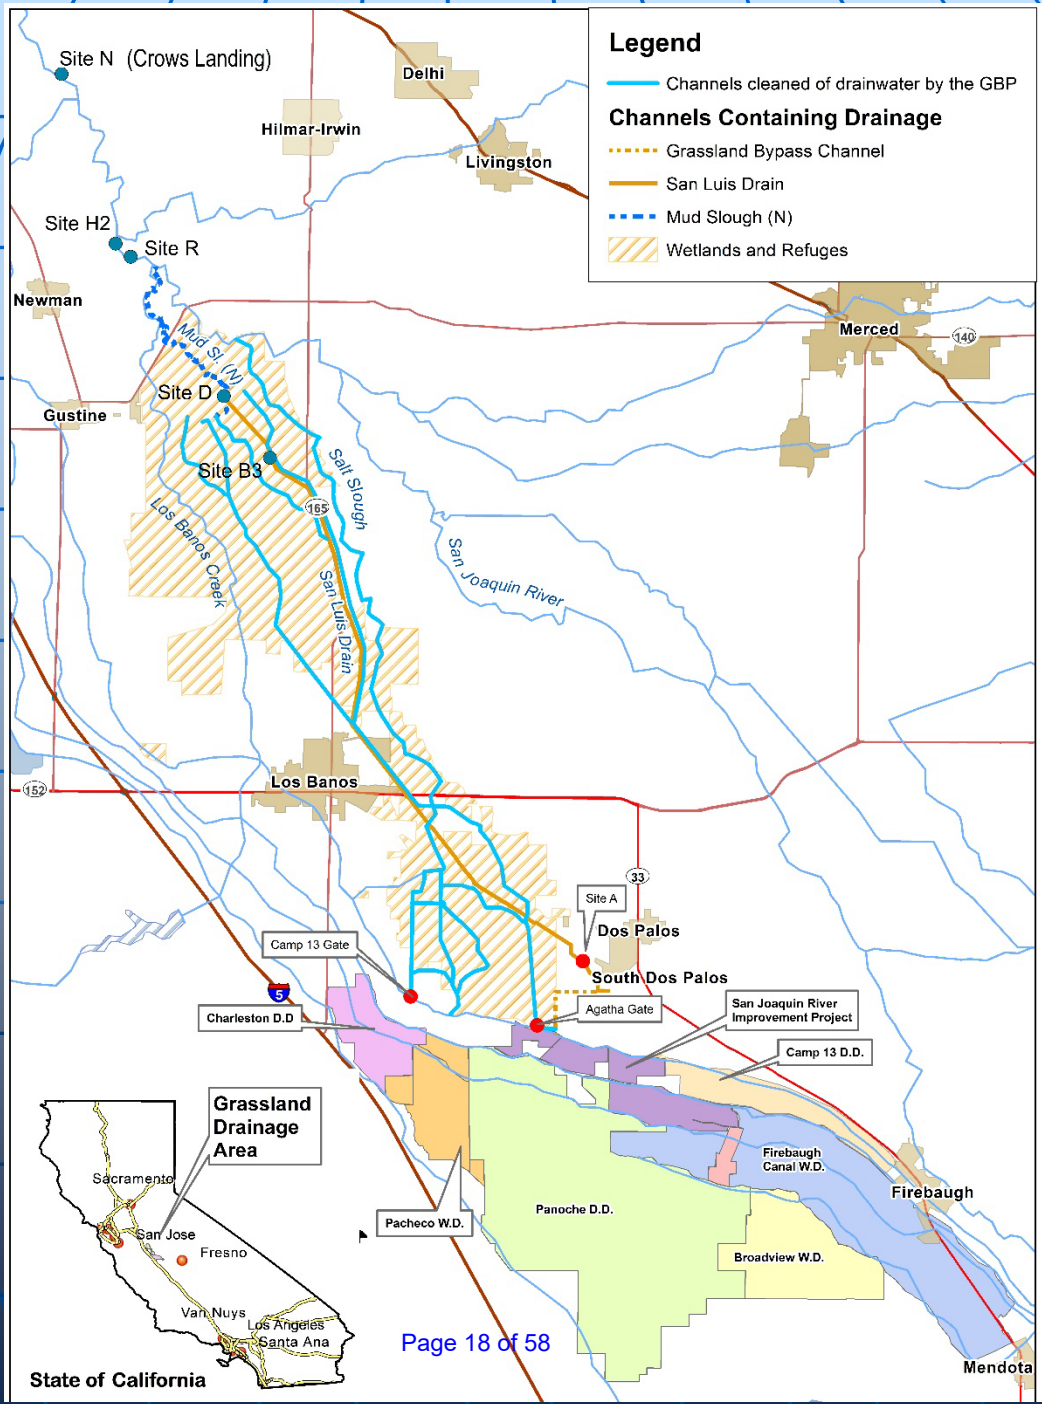 Site N (Crows Landing)
Delhi
Hilmar-Irwin
Livingston
Legend
Channels cleaned of drainwater by the GBP
Channels Containing Drainage
Grassland Bypass Channel
San Luis Drain
Mud Slough (N)
Wetlands and Refuges
Site H2
Site R
Newman
Merced
140
Mud Sl. (N)
Site D
Gustine
Site B3
Salt Slough
165
Los Banos Creek
San Joaquin River
San Luis Drain
Los Banos
152
33
Site A
Dos Palos
Camp 13 Gate
South Dos Palos
5
Charleston D.D
Agatha Gate
San Joaquin River
Improvement Project
Camp 13 D.D.
Grassland
Drainage
Area
Firebaugh
Canal W.D.
Firebaugh
Sacramento
Pacheco W.D.
Panoche D.D.
San Jose
Fresno
Broadview W.D.
Van Nuys
Los Angeles
Santa Ana
Page 18 of 58
State of California
Mendota